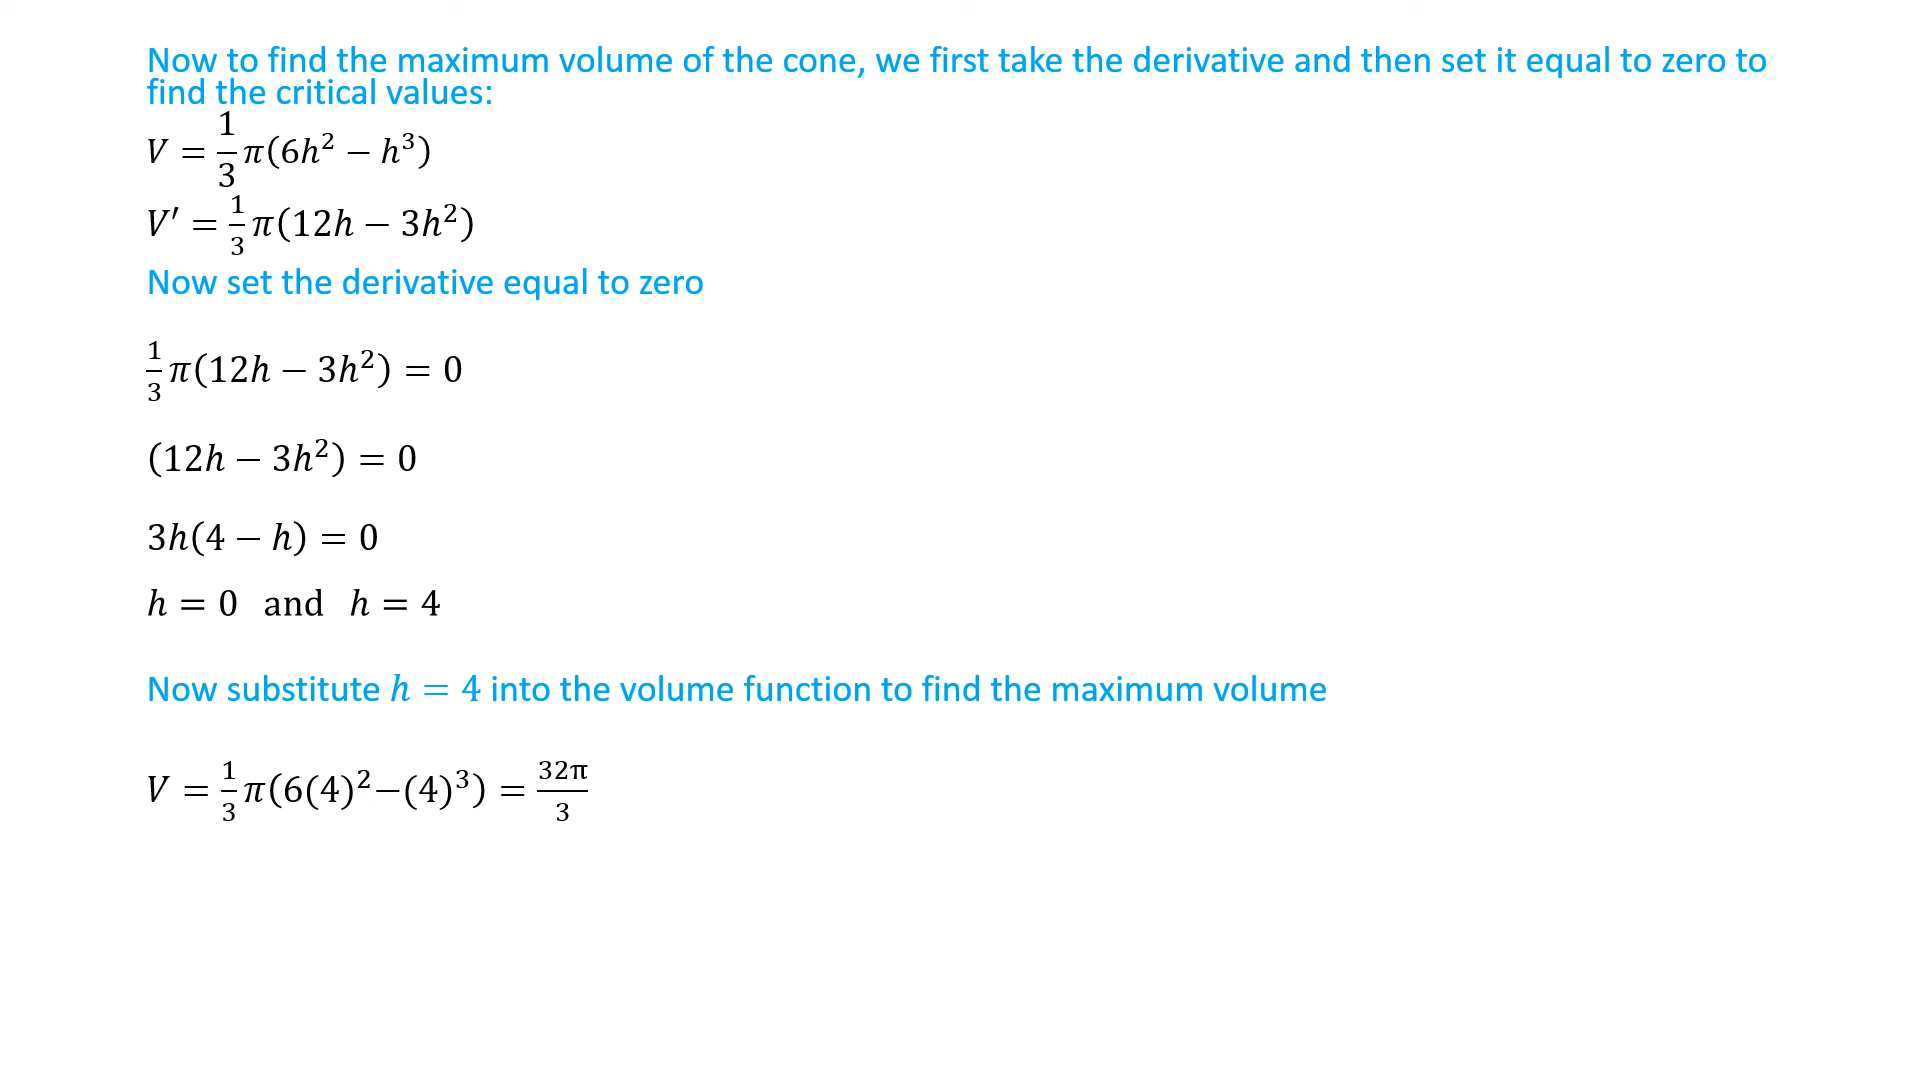 Now to find the maximum volume of the cone, we first take the derivative and then set it equal to zero to
find the critical values:
V = 1/3 π(6h² − h³)
V′ = 1/3 π(12h − 3h²)
Now set the derivative equal to zero
1/3 π(12h − 3h²) = 0
(12h − 3h²) = 0
3h(4 − h) = 0
h = 0 and h = 4
Now substitute h = 4 into the volume function to find the maximum volume
V = 1/3 π(6(4)²−(4)³) = 32π/3